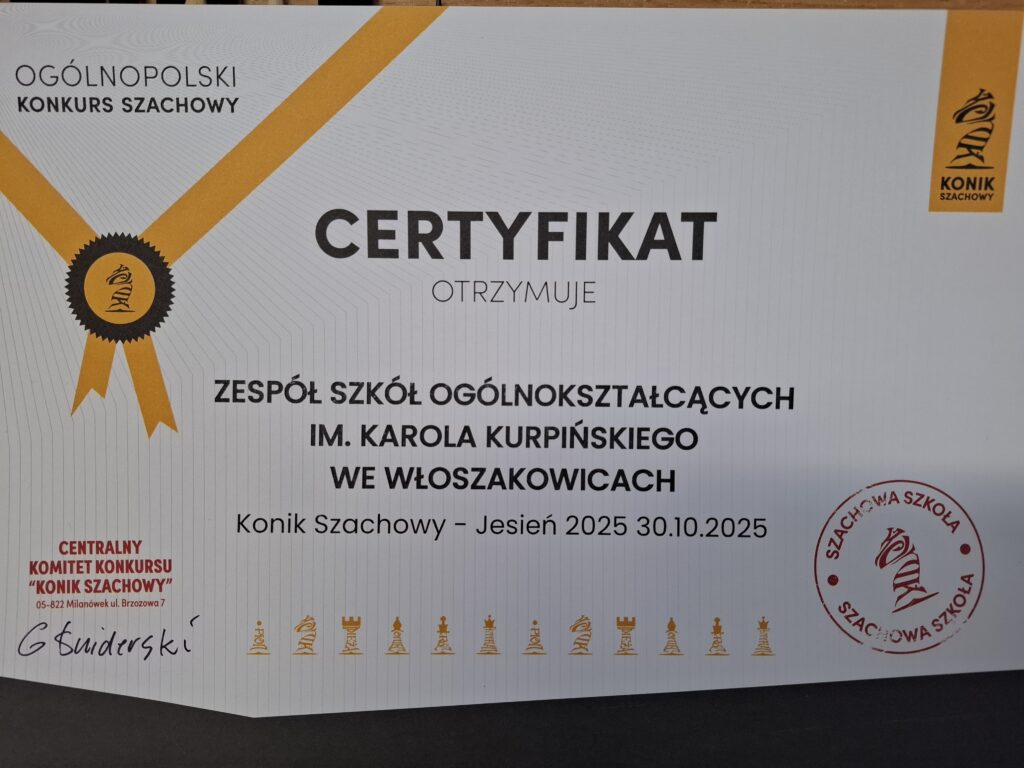 OGÓLNOPOLSKI
KONKURS SZACHOWY
KONIK
SZACHOWY
CERTYFIKAT
OTRZYMUJE
ZESPÓŁ SZKÓŁ OGÓLNOKSZTAŁCĄCYCH
IM. KAROLA KURPIŃSKIEGO
WE WŁOSZAKOWICACH
Konik Szachowy - Jesień 2025 30.10.2025
CENTRALNY
KOMITET KONKURSU
"KONIK SZACHOWY"
05-822 Milanówek ul. Brzozowa 7
G Świderski
SZACHOWA SZKOŁA
SZACHOWA SZKOŁA